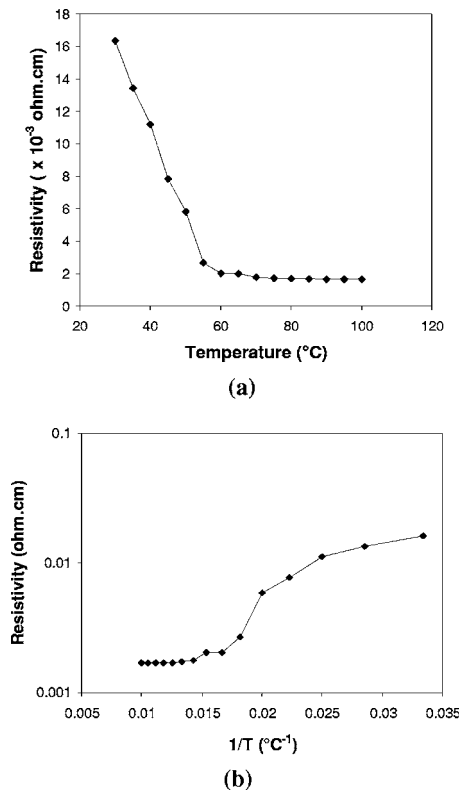 18
16
14
12
10
8
6
4
2
0
Resistivity ( x 10⁻³ ohm.cm)
20 40 60 80 100 120
Temperature (°C)
(a)
0.1
0.01
0.001
Resistivity (ohm.cm)
0.005 0.01 0.015 0.02 0.025 0.03 0.035
1/T (°C⁻¹)
(b)